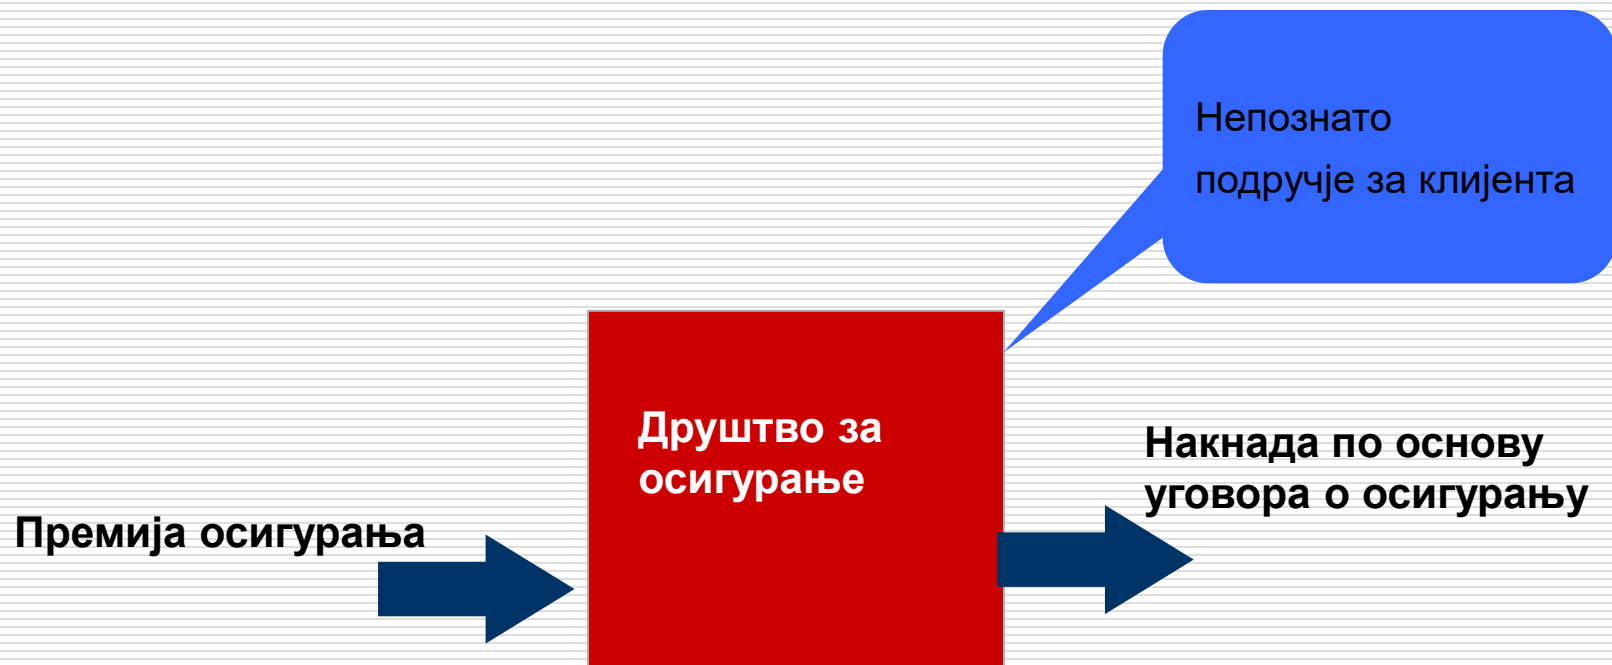 Непознато
подручје за клијента
Друштво за
осигурање
Накнада по основу
уговора о осигурању
Премија осигурања